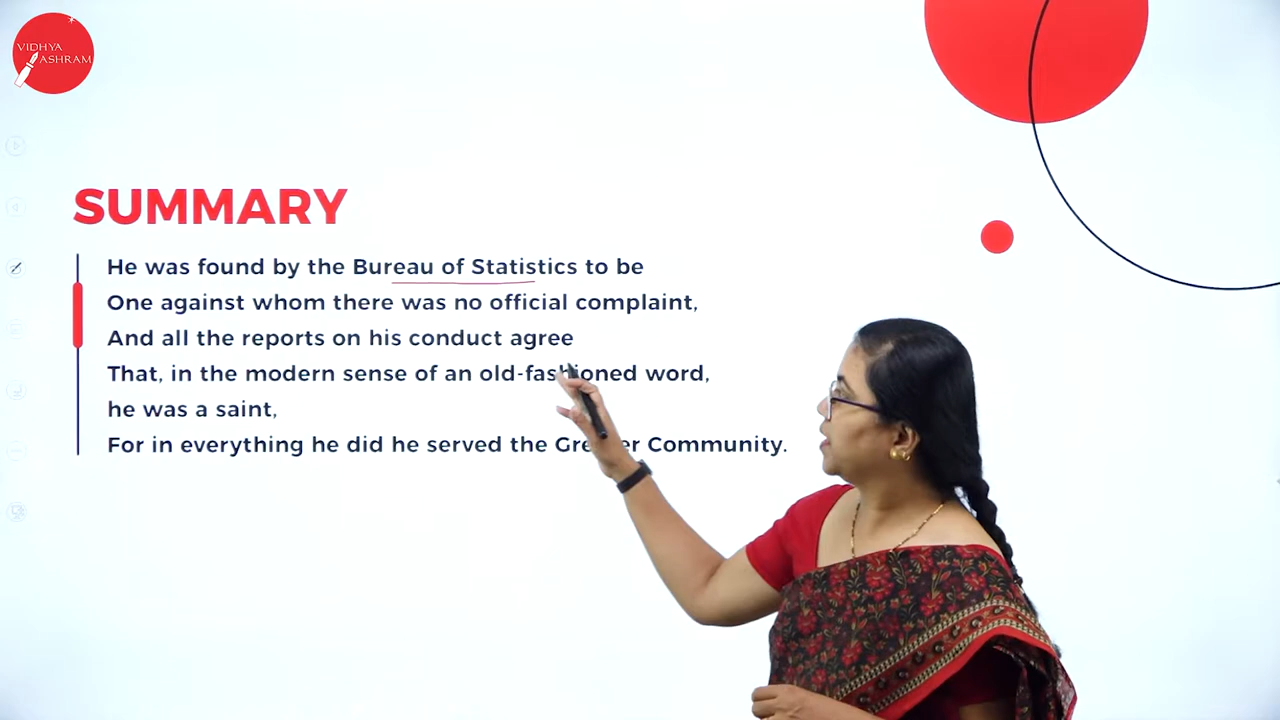 VIDHYA
ASHRAM
SUMMARY
He was found by the Bureau of Statistics to be
One against whom there was no official complaint,
And all the reports on his conduct agree
That, in the modern sense of an old-fashioned word,
he was a saint,
For in everything he did he served the Greater Community.